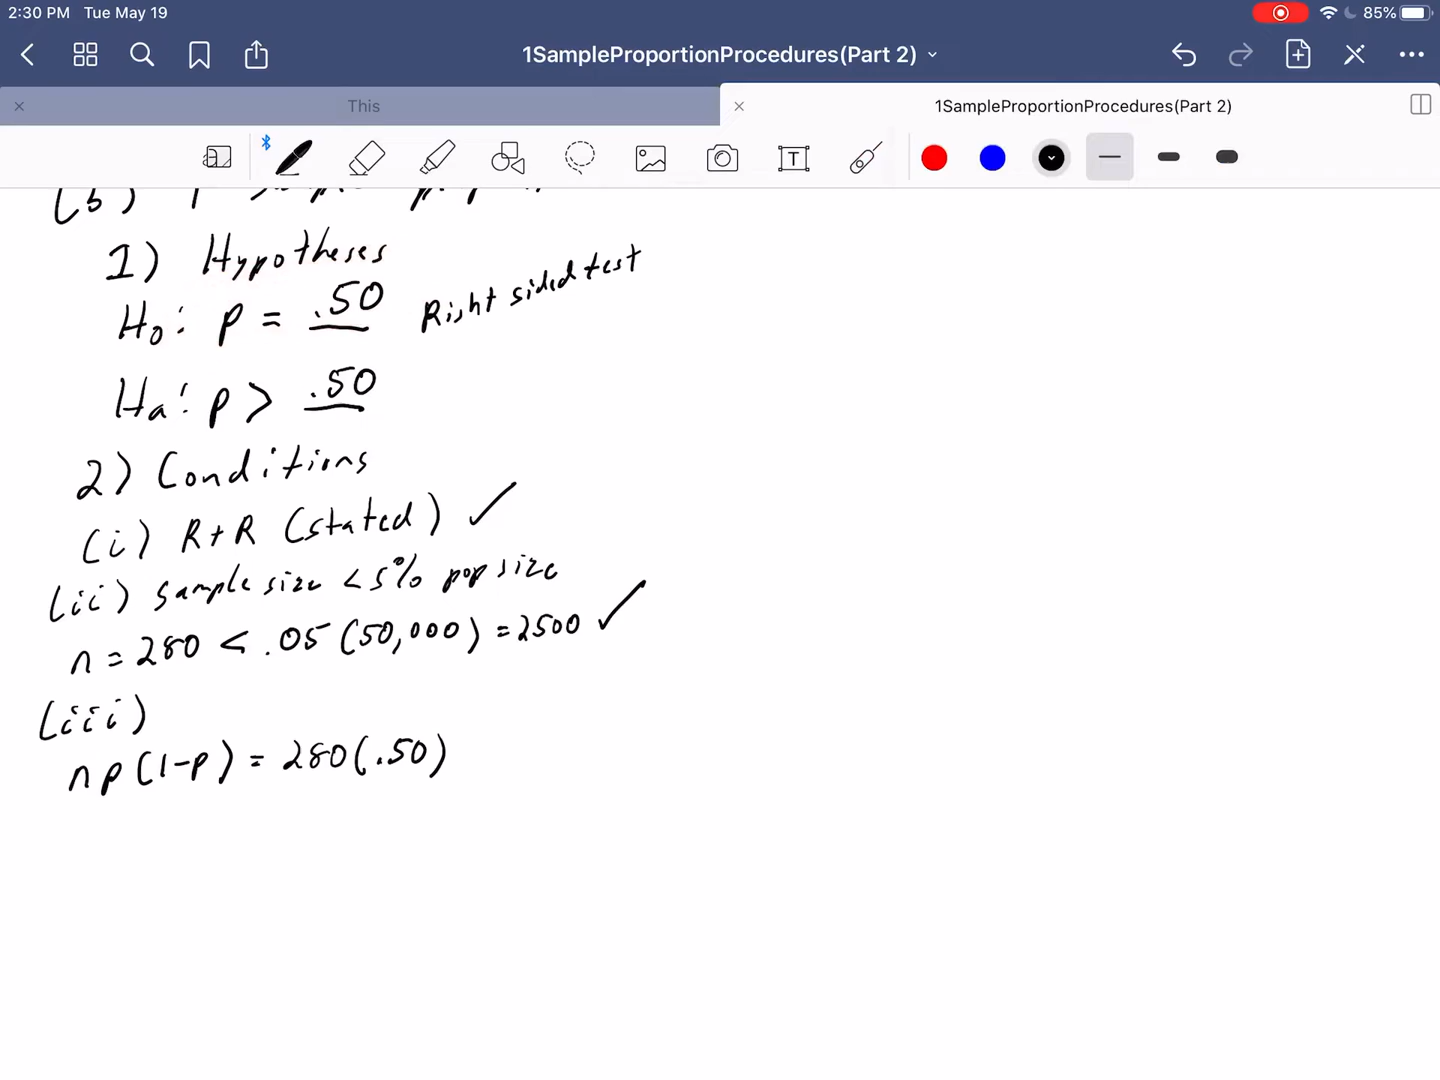 2:30 PM Tue May 19
85%
1SampleProportionProcedures(Part 2)
This
1SampleProportionProcedures(Part 2)
T
(b) 1
1) Hypotheses
Ho: p = .50 Right sided test
Ha: p > .50
2) Conditions
(i) R+R (stated) ✓
(ii) sample size < 5% pop size
n = 280 < .05 (50,000) = 2500 ✓
(iii)
np(1-p) = 280(.50)